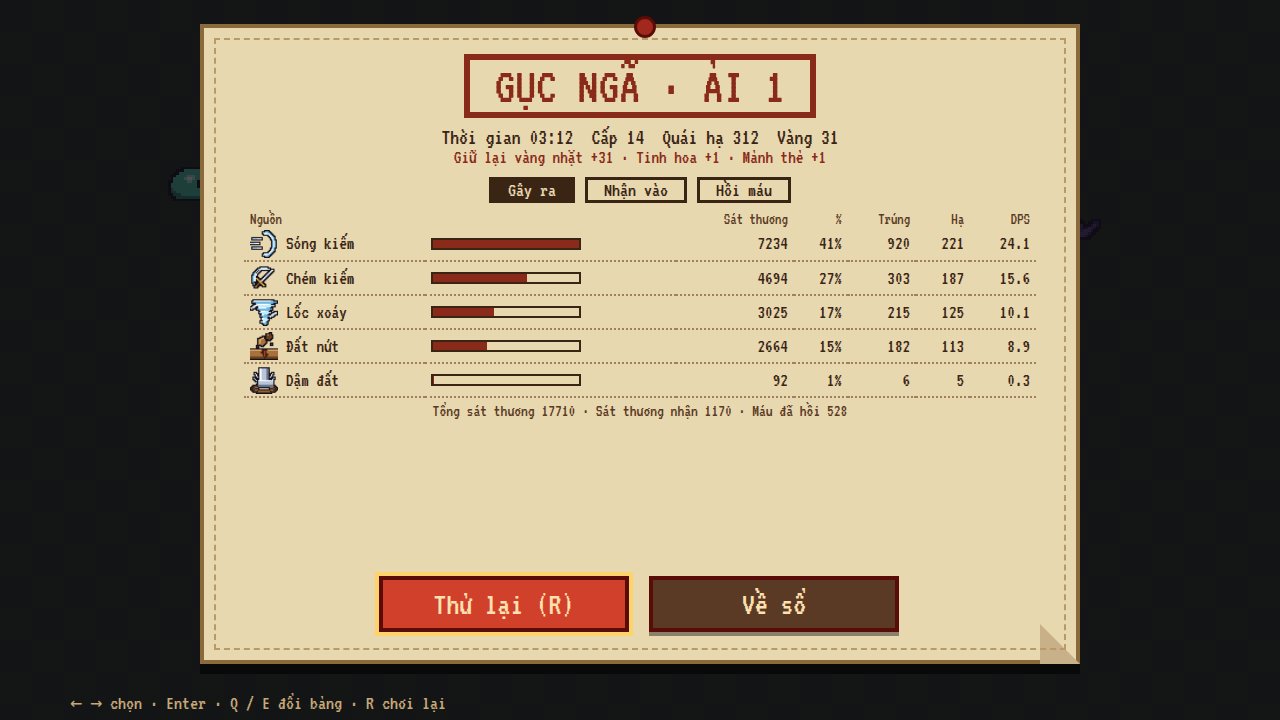 GỤC NGÃ · ẢI 1
Thời gian 03:12 Cấp 14 Quái hạ 312 Vàng 31
Giữ lại vàng nhặt +31 · Tinh hoa +1 · Mảnh thẻ +1
Gây ra Nhận vào Hồi máu
Nguồn Sát thương % Trúng Hạ DPS
Sóng kiếm 7234 41% 920 221 24.1
Chém kiếm 4694 27% 303 187 15.6
Lốc xoáy 3025 17% 215 125 10.1
Đất nứt 2664 15% 182 113 8.9
Dậm đất 92 1% 6 5 0.3
Tổng sát thương 17710 · Sát thương nhận 1170 · Máu đã hồi 528
Thử lại (R) Về sổ
← → chọn · Enter · Q / E đổi bảng · R chơi lại